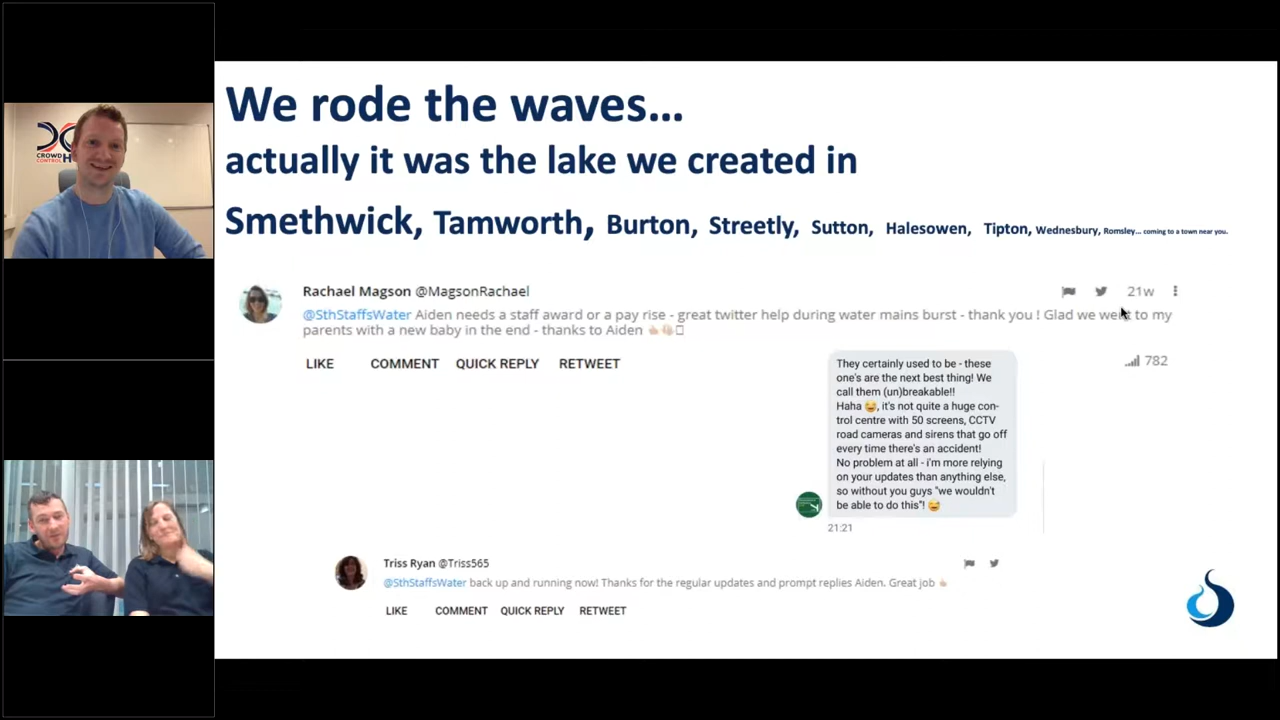 We rode the waves...
actually it was the lake we created in
Smethwick, Tamworth, Burton, Streetly, Sutton, Halesowen, Tipton, Wednesbury, Romsley... coming to a town near you.
Rachael Magson @MagsonRachael
21w
@SthStaffsWater Aiden needs a staff award or a pay rise - great twitter help during water mains burst - thank you ! Glad we went to my
parents with a new baby in the end - thanks to Aiden 👆🏻👏🏻
LIKE COMMENT QUICK REPLY RETWEET
782
They certainly used to be - these
one's are the next best thing! We
call them (un)breakable!!
Haha 😂, it's not quite a huge con-
trol centre with 50 screens, CCTV
road cameras and sirens that go off
every time there's an accident!
No problem at all - i'm more relying
on your updates than anything else,
so without you guys "we wouldn't
be able to do this"! 😂
21:21
Triss Ryan @Triss565
@SthStaffsWater back up and running now! Thanks for the regular updates and prompt replies Aiden. Great job 👍🏻
LIKE COMMENT QUICK REPLY RETWEET
CROWD
CONTROL H